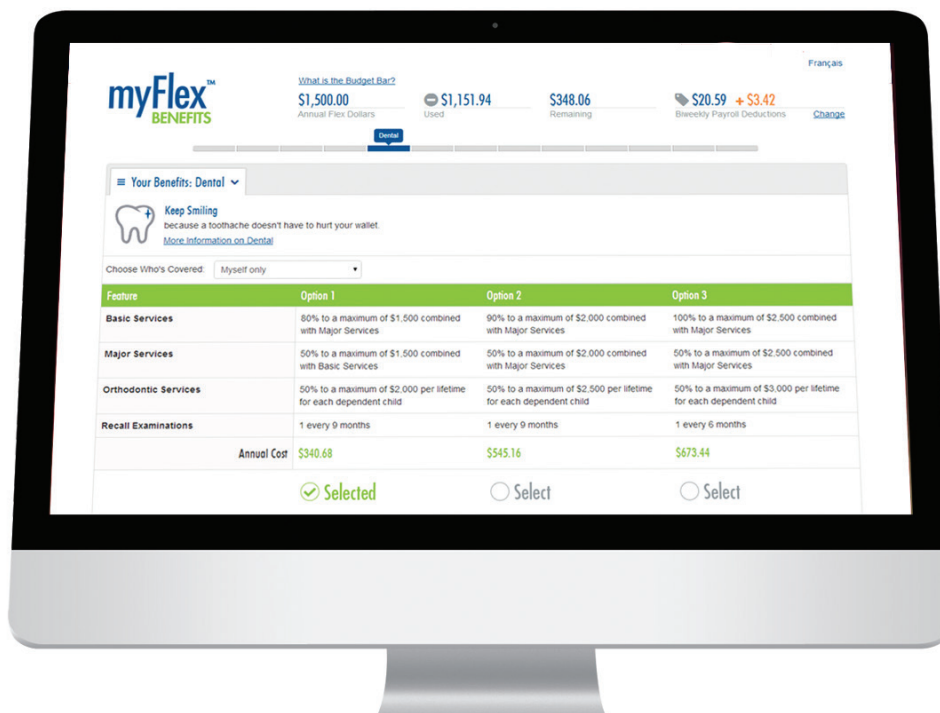 Français
myFlex™
BENEFITS
What is the Budget Bar?
$1,500.00
Annual Flex Dollars
$1,151.94
Used
$348.06
Remaining
$20.59 + $3.42
Biweekly Payroll Deductions
Change
Dental
Your Benefits: Dental
Keep Smiling
because a toothache doesn't have to hurt your wallet.
More Information on Dental
Choose Who's Covered: Myself only
Feature Option 1 Option 2 Option 3
Basic Services
80% to a maximum of $1,500 combined
with Major Services
90% to a maximum of $2,000 combined
with Major Services
100% to a maximum of $2,500 combined
with Major Services
Major Services
50% to a maximum of $1,500 combined
with Basic Services
50% to a maximum of $2,000 combined
with Major Services
50% to a maximum of $2,500 combined
with Major Services
Orthodontic Services
50% to a maximum of $2,000 per lifetime
for each dependent child
50% to a maximum of $2,500 per lifetime
for each dependent child
50% to a maximum of $3,000 per lifetime
for each dependent child
Recall Examinations
1 every 9 months
1 every 9 months
1 every 6 months
Annual Cost $340.68 $545.16 $673.44
Selected Select Select